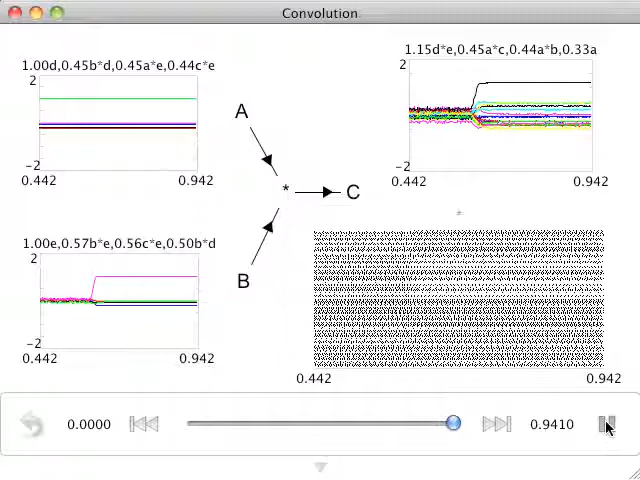 Convolution
1.00d,0.45b*d,0.45a*e,0.44c*e
2
-2
0.442 0.942
A
*
C
B
1.15d*e,0.45a*c,0.44a*b,0.33a
2
-2
0.442 0.942
1.00e,0.57b*e,0.56c*e,0.50b*d
2
-2
0.442 0.942
*
0.442 0.942
0.0000 0.9410